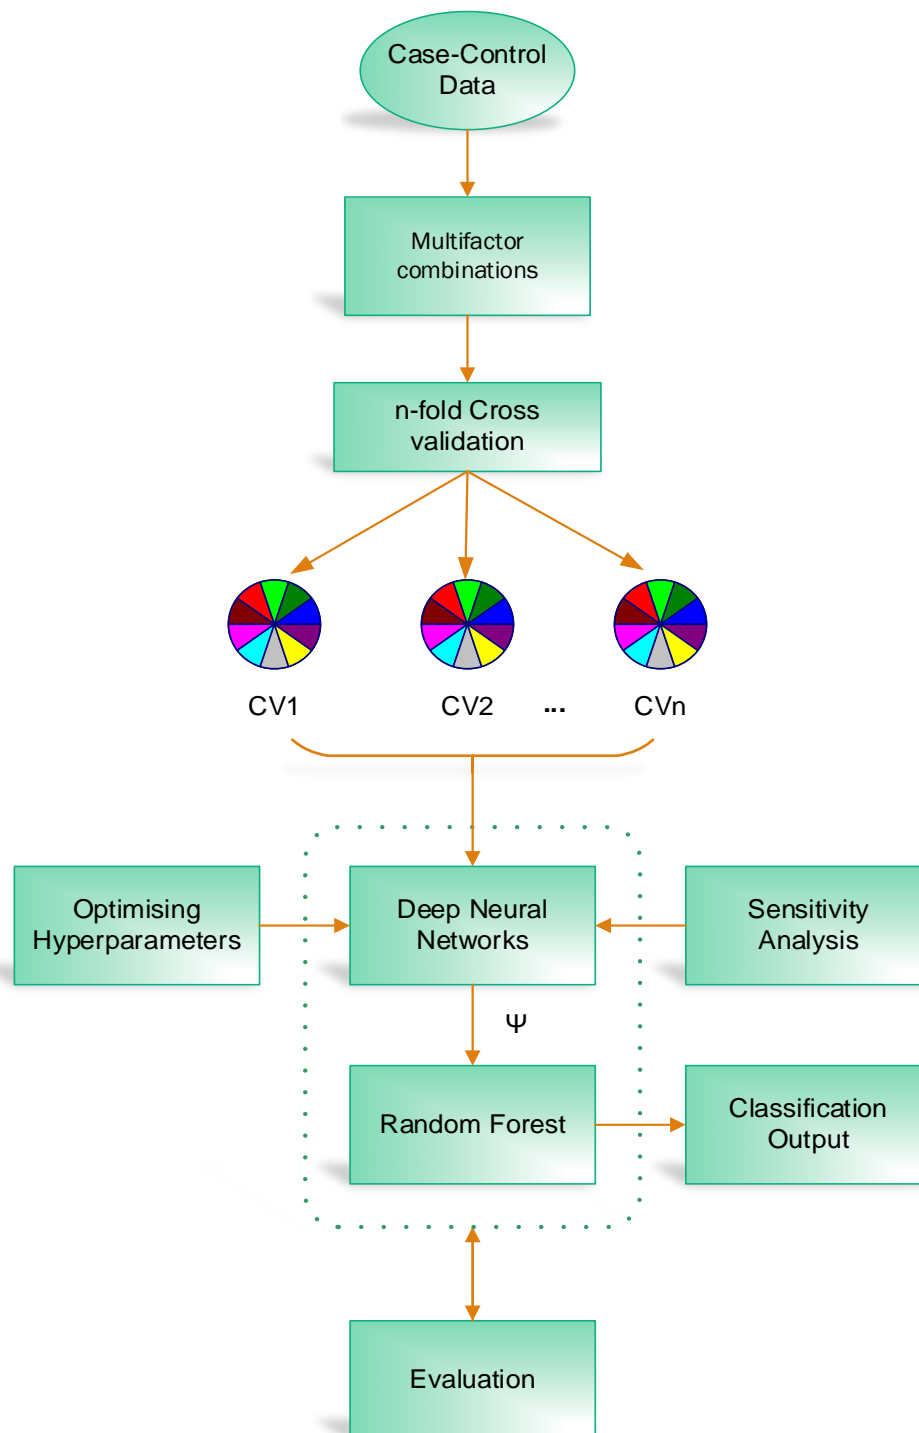 Case-Control
Data
Multifactor
combinations
n-fold Cross
validation
CV1
CV2
...
CVn
Optimising
Hyperparameters
Deep Neural
Networks
Sensitivity
Analysis
Ψ
Random Forest
Classification
Output
Evaluation